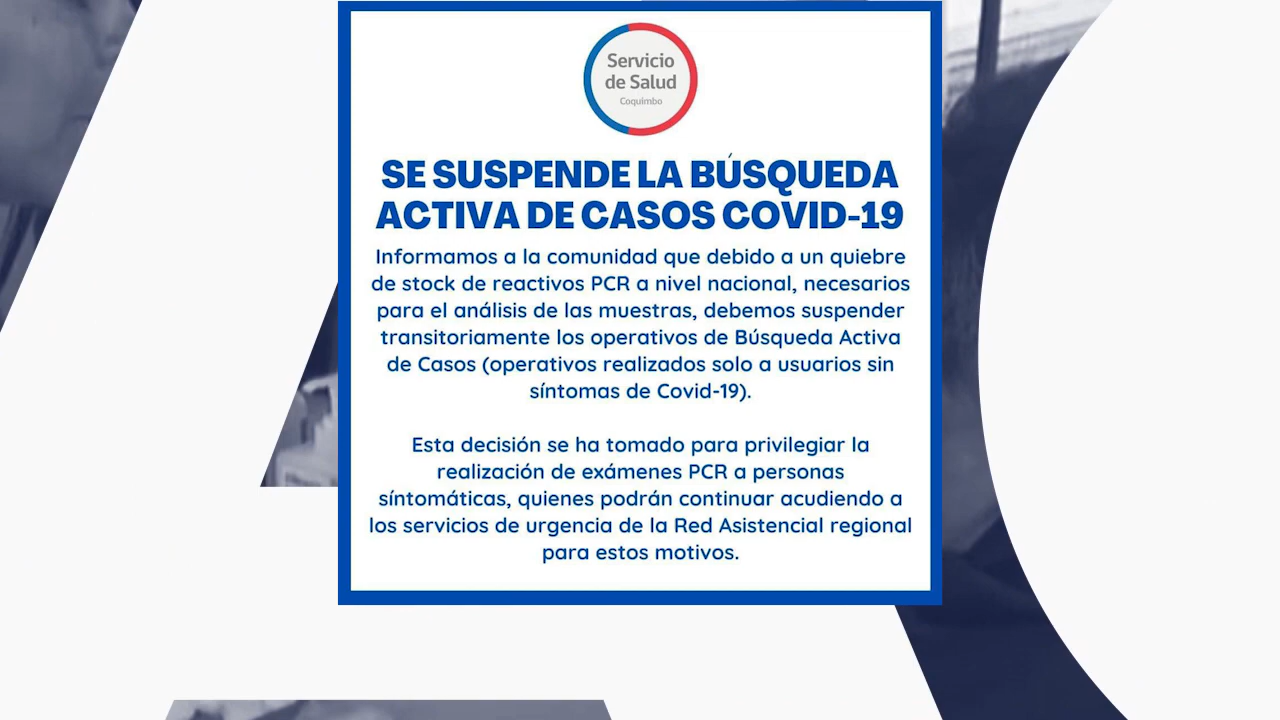 Servicio
de Salud
Coquimbo
SE SUSPENDE LA BÚSQUEDA
ACTIVA DE CASOS COVID-19
Informamos a la comunidad que debido a un quiebre
de stock de reactivos PCR a nivel nacional, necesarios
para el análisis de las muestras, debemos suspender
transitoriamente los operativos de Búsqueda Activa
de Casos (operativos realizados solo a usuarios sin
síntomas de Covid-19).
Esta decisión se ha tomado para privilegiar la
realización de exámenes PCR a personas
síntomáticas, quienes podrán continuar acudiendo a
los servicios de urgencia de la Red Asistencial regional
para estos motivos.